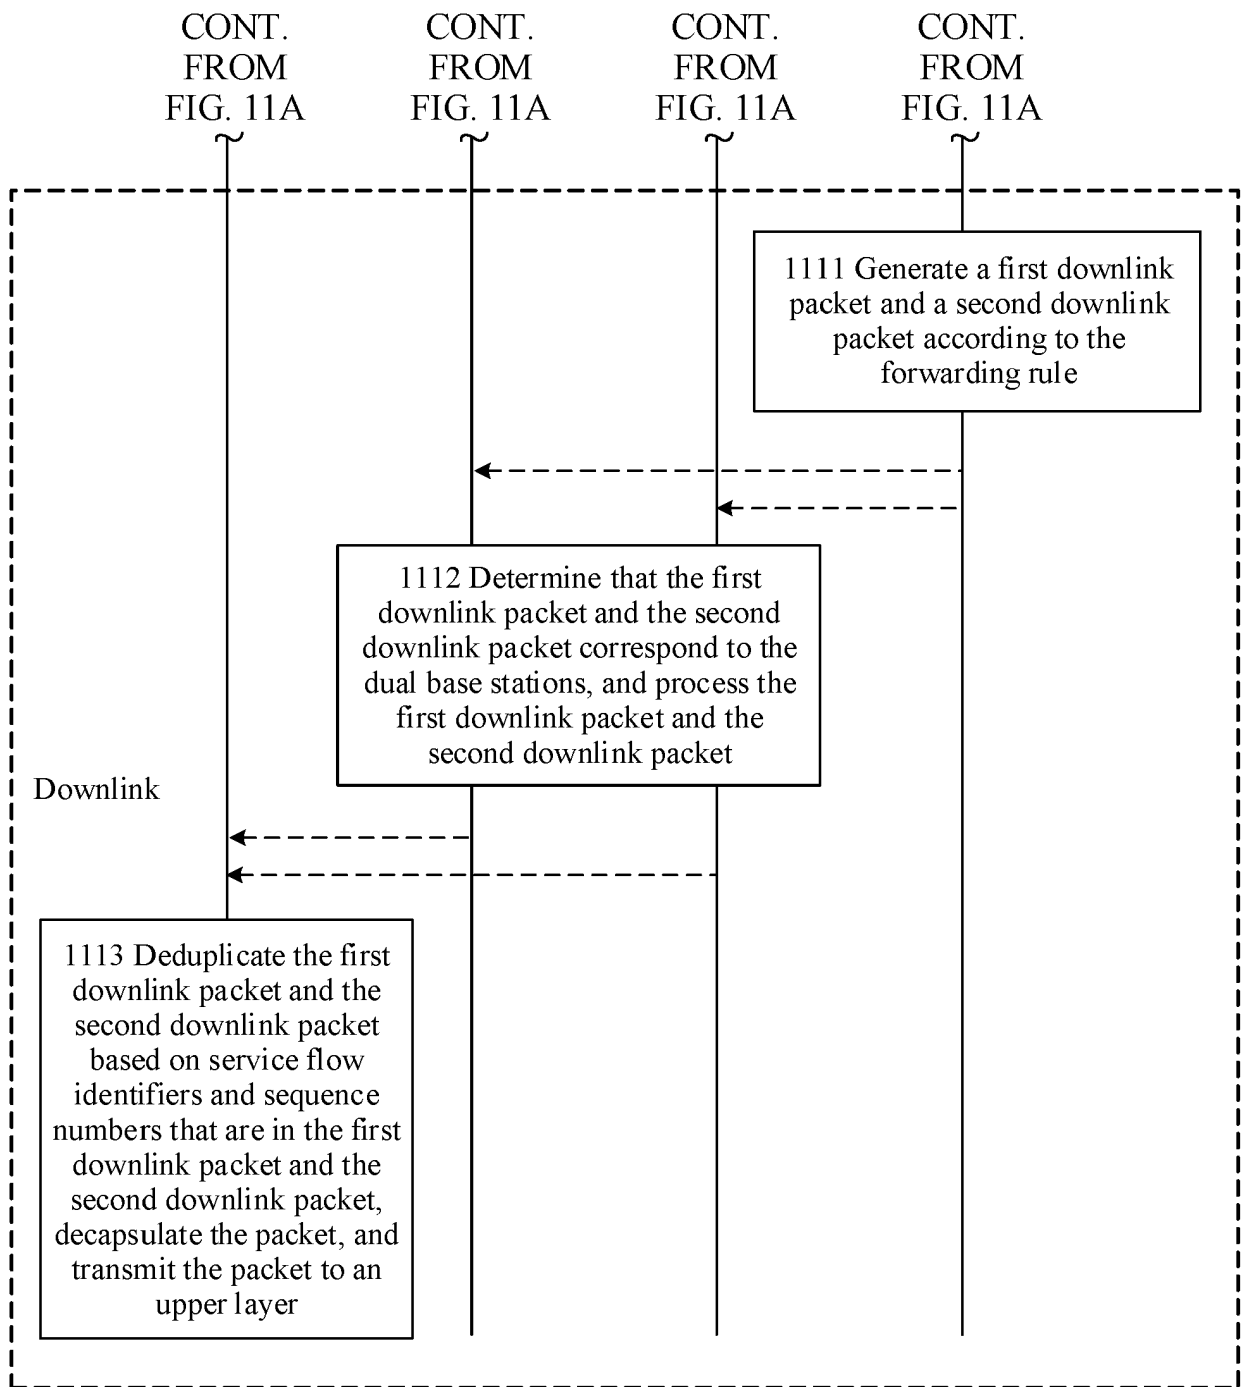 CONT.
FROM
FIG. 11A
CONT.
FROM
FIG. 11A
CONT.
FROM
FIG. 11A
CONT.
FROM
FIG. 11A
1111 Generate a first downlink
packet and a second downlink
packet according to the
forwarding rule
1112 Determine that the first
downlink packet and the second
downlink packet correspond to the
dual base stations, and process the
first downlink packet and the
second downlink packet
Downlink
1113 Deduplicate the first
downlink packet and the
second downlink packet
based on service flow
identifiers and sequence
numbers that are in the first
downlink packet and the
second downlink packet,
decapsulate the packet, and
transmit the packet to an
upper layer